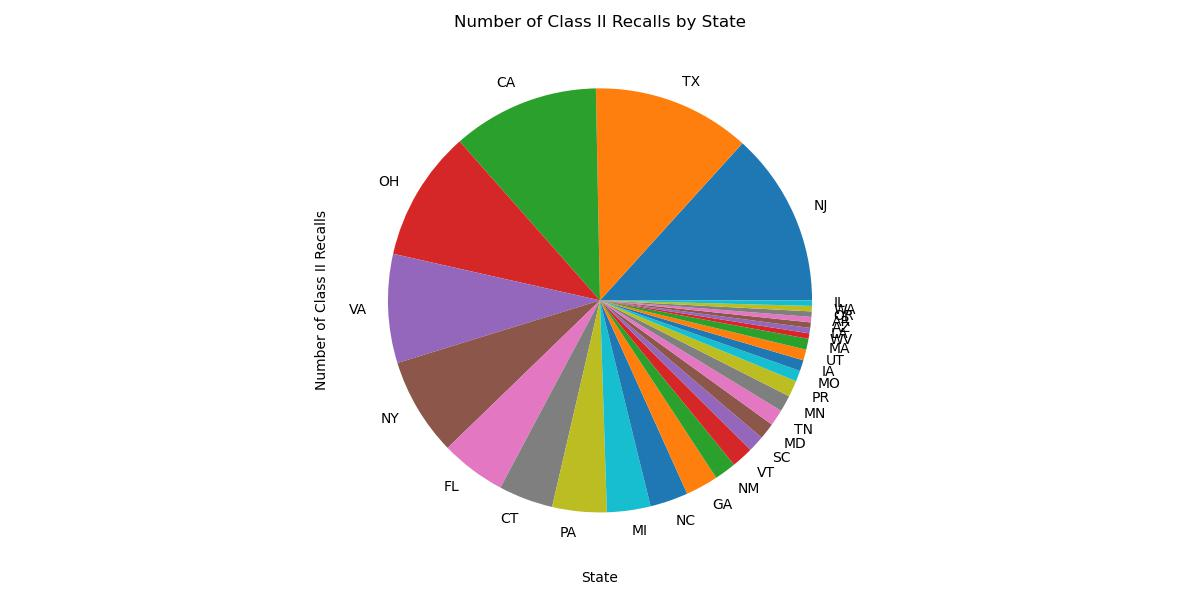 Number of Class II Recalls by State
TX
CA
NJ
OH
VA
NY
FL
CT
PA
MI
NC
GA
NM
VT
SC
MD
TN
MN
PR
MO
IA
UT
MA
WV
WA
IL
Number of Class II Recalls
State